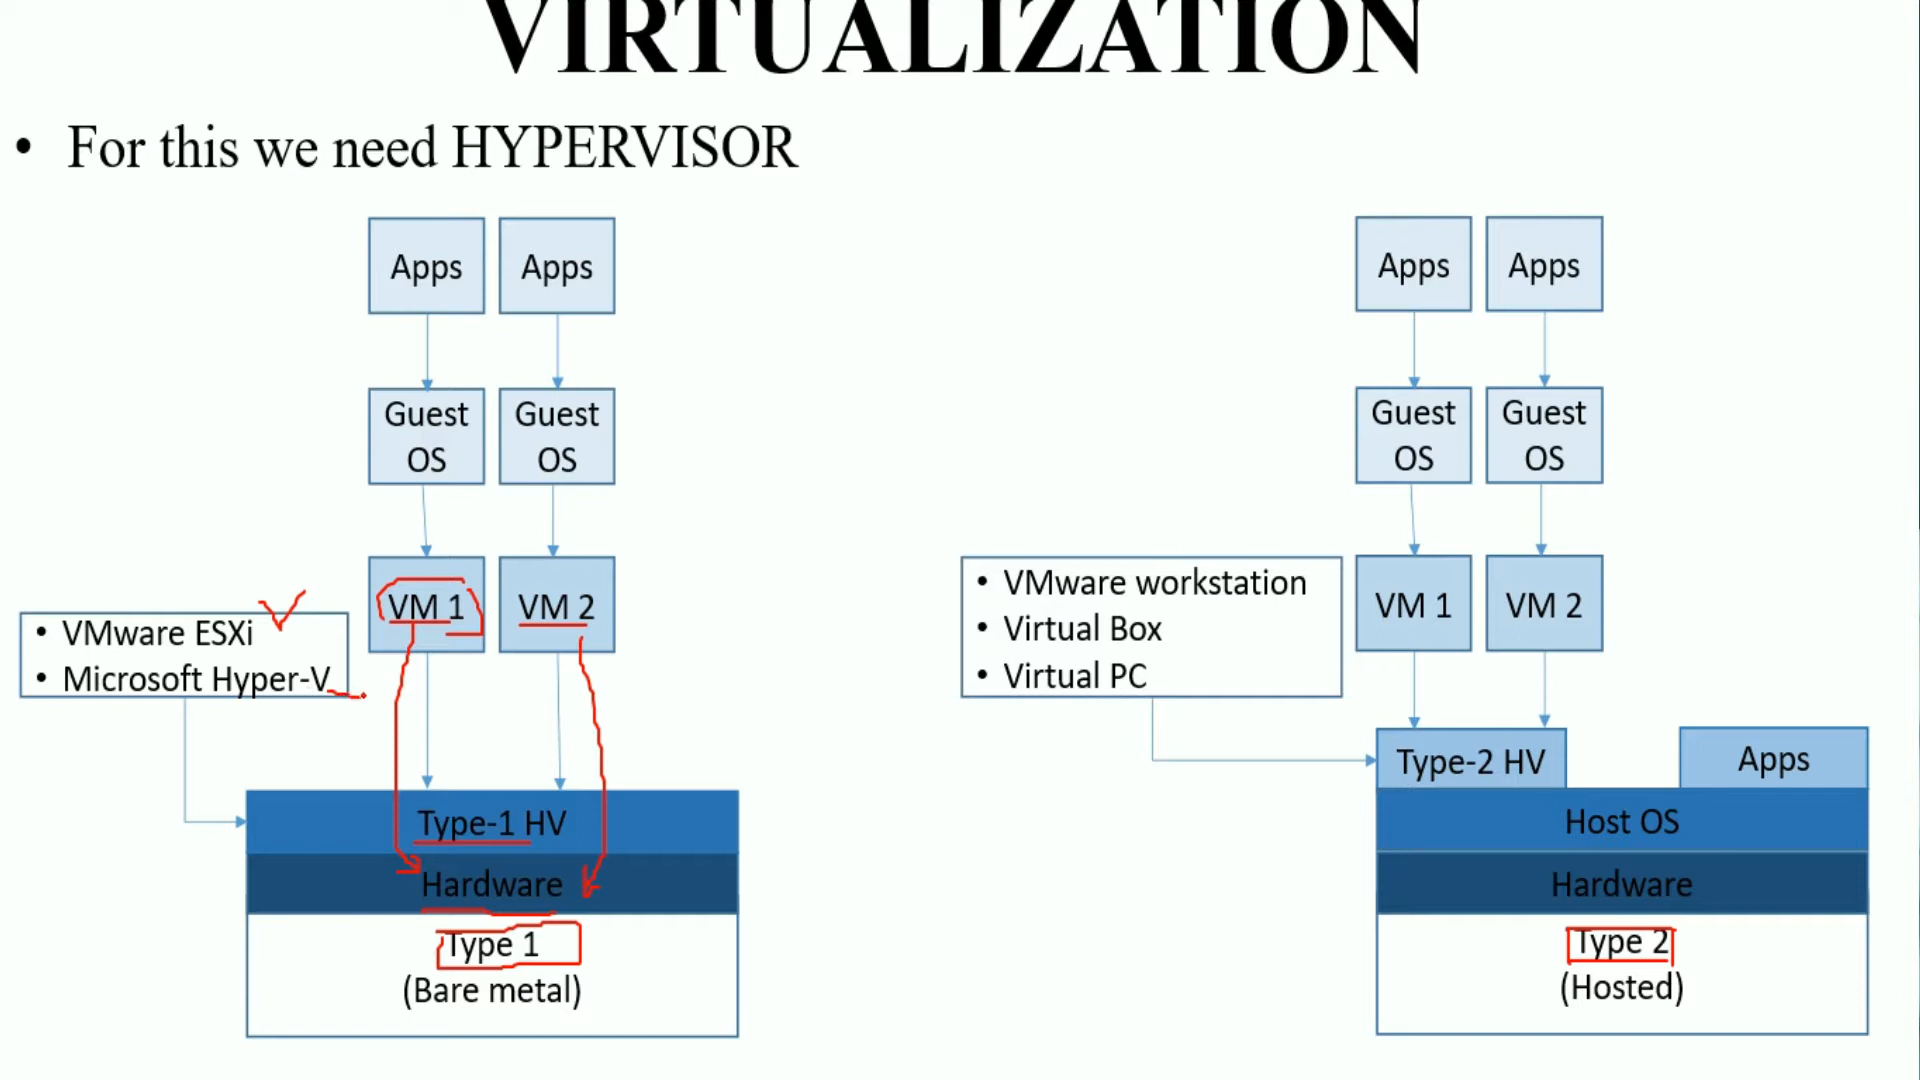 VIRTUALIZATION
• For this we need HYPERVISOR
Apps
Apps
Guest
OS
Guest
OS
VM 1
VM 2
• VMware ESXi
• Microsoft Hyper-V
Type-1 HV
Hardware
Type 1
(Bare metal)
Apps
Apps
Guest
OS
Guest
OS
• VMware workstation
• Virtual Box
• Virtual PC
VM 1
VM 2
Type-2 HV
Apps
Host OS
Hardware
Type 2
(Hosted)